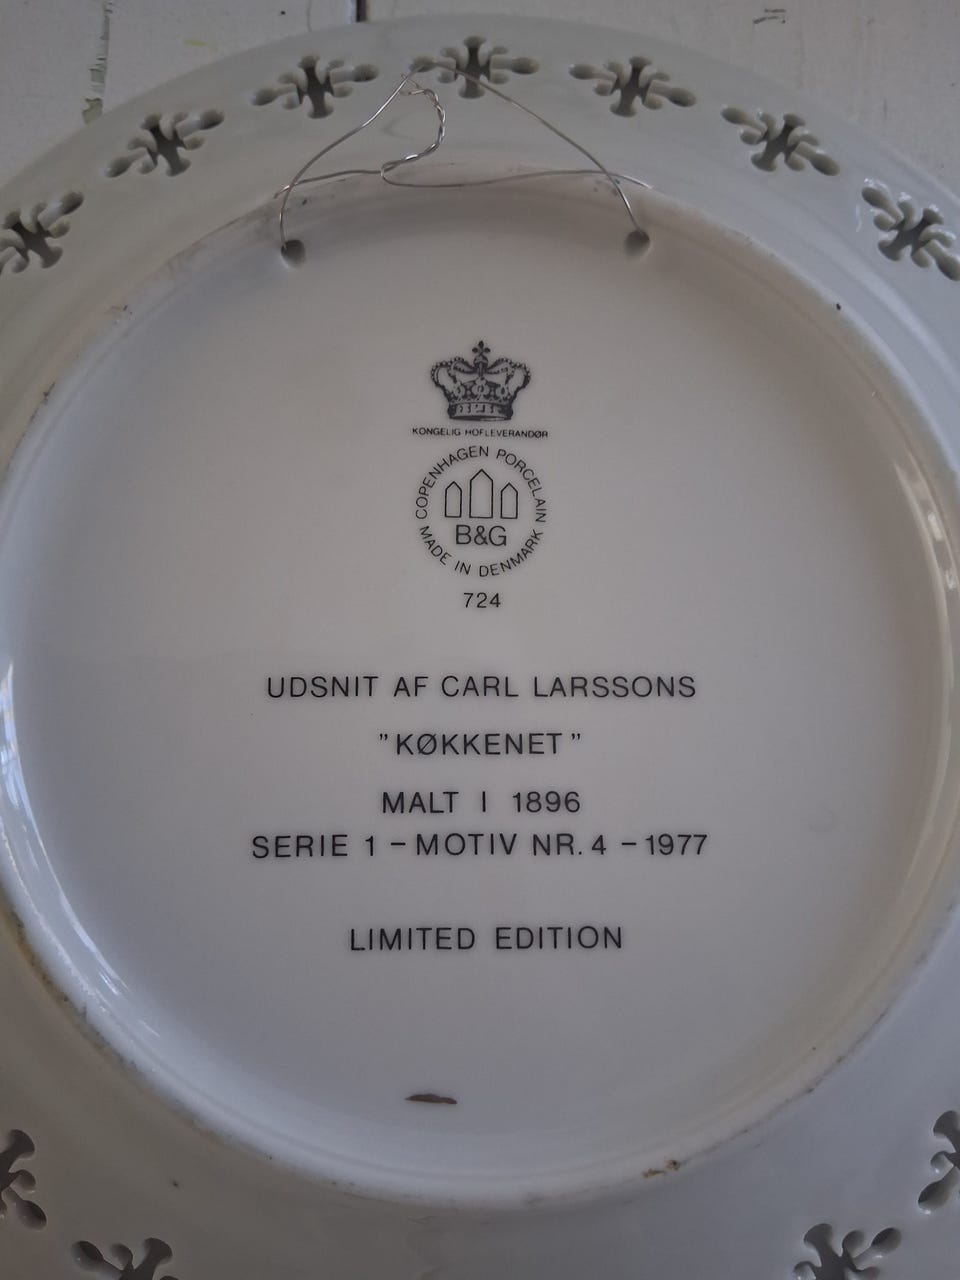 KONGELIG HOFLEVERANDØR
COPENHAGEN PORCELAIN
B&G
MADE IN DENMARK
724
UDSNIT AF CARL LARSSONS
”KØKKENET”
MALT I 1896
SERIE 1 – MOTIV NR. 4 – 1977
LIMITED EDITION